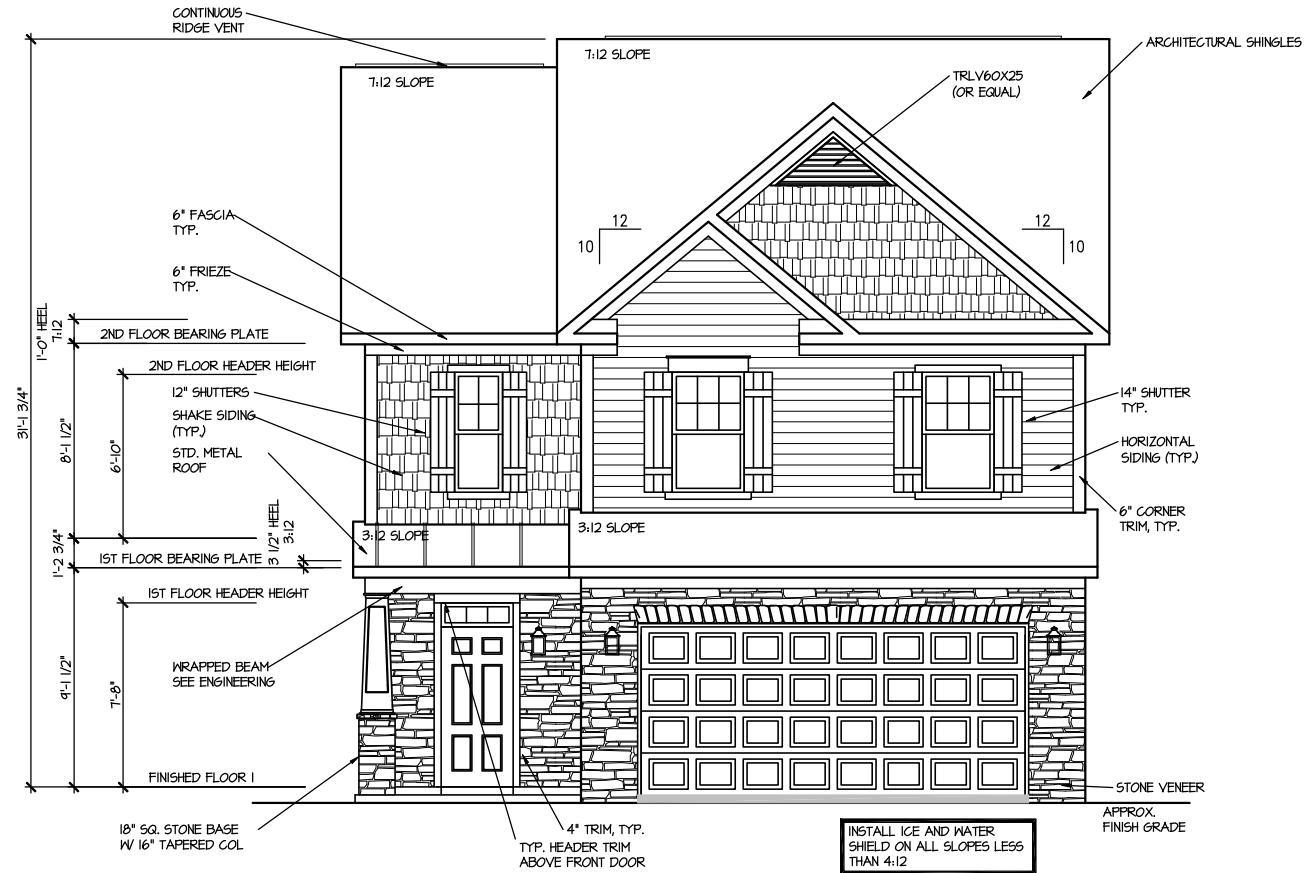 CONTINUOUS
RIDGE VENT
ARCHITECTURAL SHINGLES
7:12 SLOPE
7:12 SLOPE
TRLV60X25
(OR EQUAL)
6" FASCIA
TYP.
12
10
12
10
6" FRIEZE
TYP.
1'-0" HEEL
7:12
2ND FLOOR BEARING PLATE
2ND FLOOR HEADER HEIGHT
12" SHUTTERS
SHAKE SIDING
(TYP.)
STD. METAL
ROOF
14" SHUTTER
TYP.
HORIZONTAL
SIDING (TYP.)
6" CORNER
TRIM, TYP.
31'-1 3/4"
8'-1 1/2"
6'-10"
3 1/2" HEEL
3:12
3:12 SLOPE
3:12 SLOPE
1'-2 3/4"
1ST FLOOR BEARING PLATE
1ST FLOOR HEADER HEIGHT
WRAPPED BEAM
SEE ENGINEERING
9'-1 1/2"
7'-8"
FINISHED FLOOR 1
STONE VENEER
APPROX.
FINISH GRADE
18" SQ. STONE BASE
W/ 16" TAPERED COL
4" TRIM, TYP.
TYP. HEADER TRIM
ABOVE FRONT DOOR
INSTALL ICE AND WATER
SHIELD ON ALL SLOPES LESS
THAN 4:12